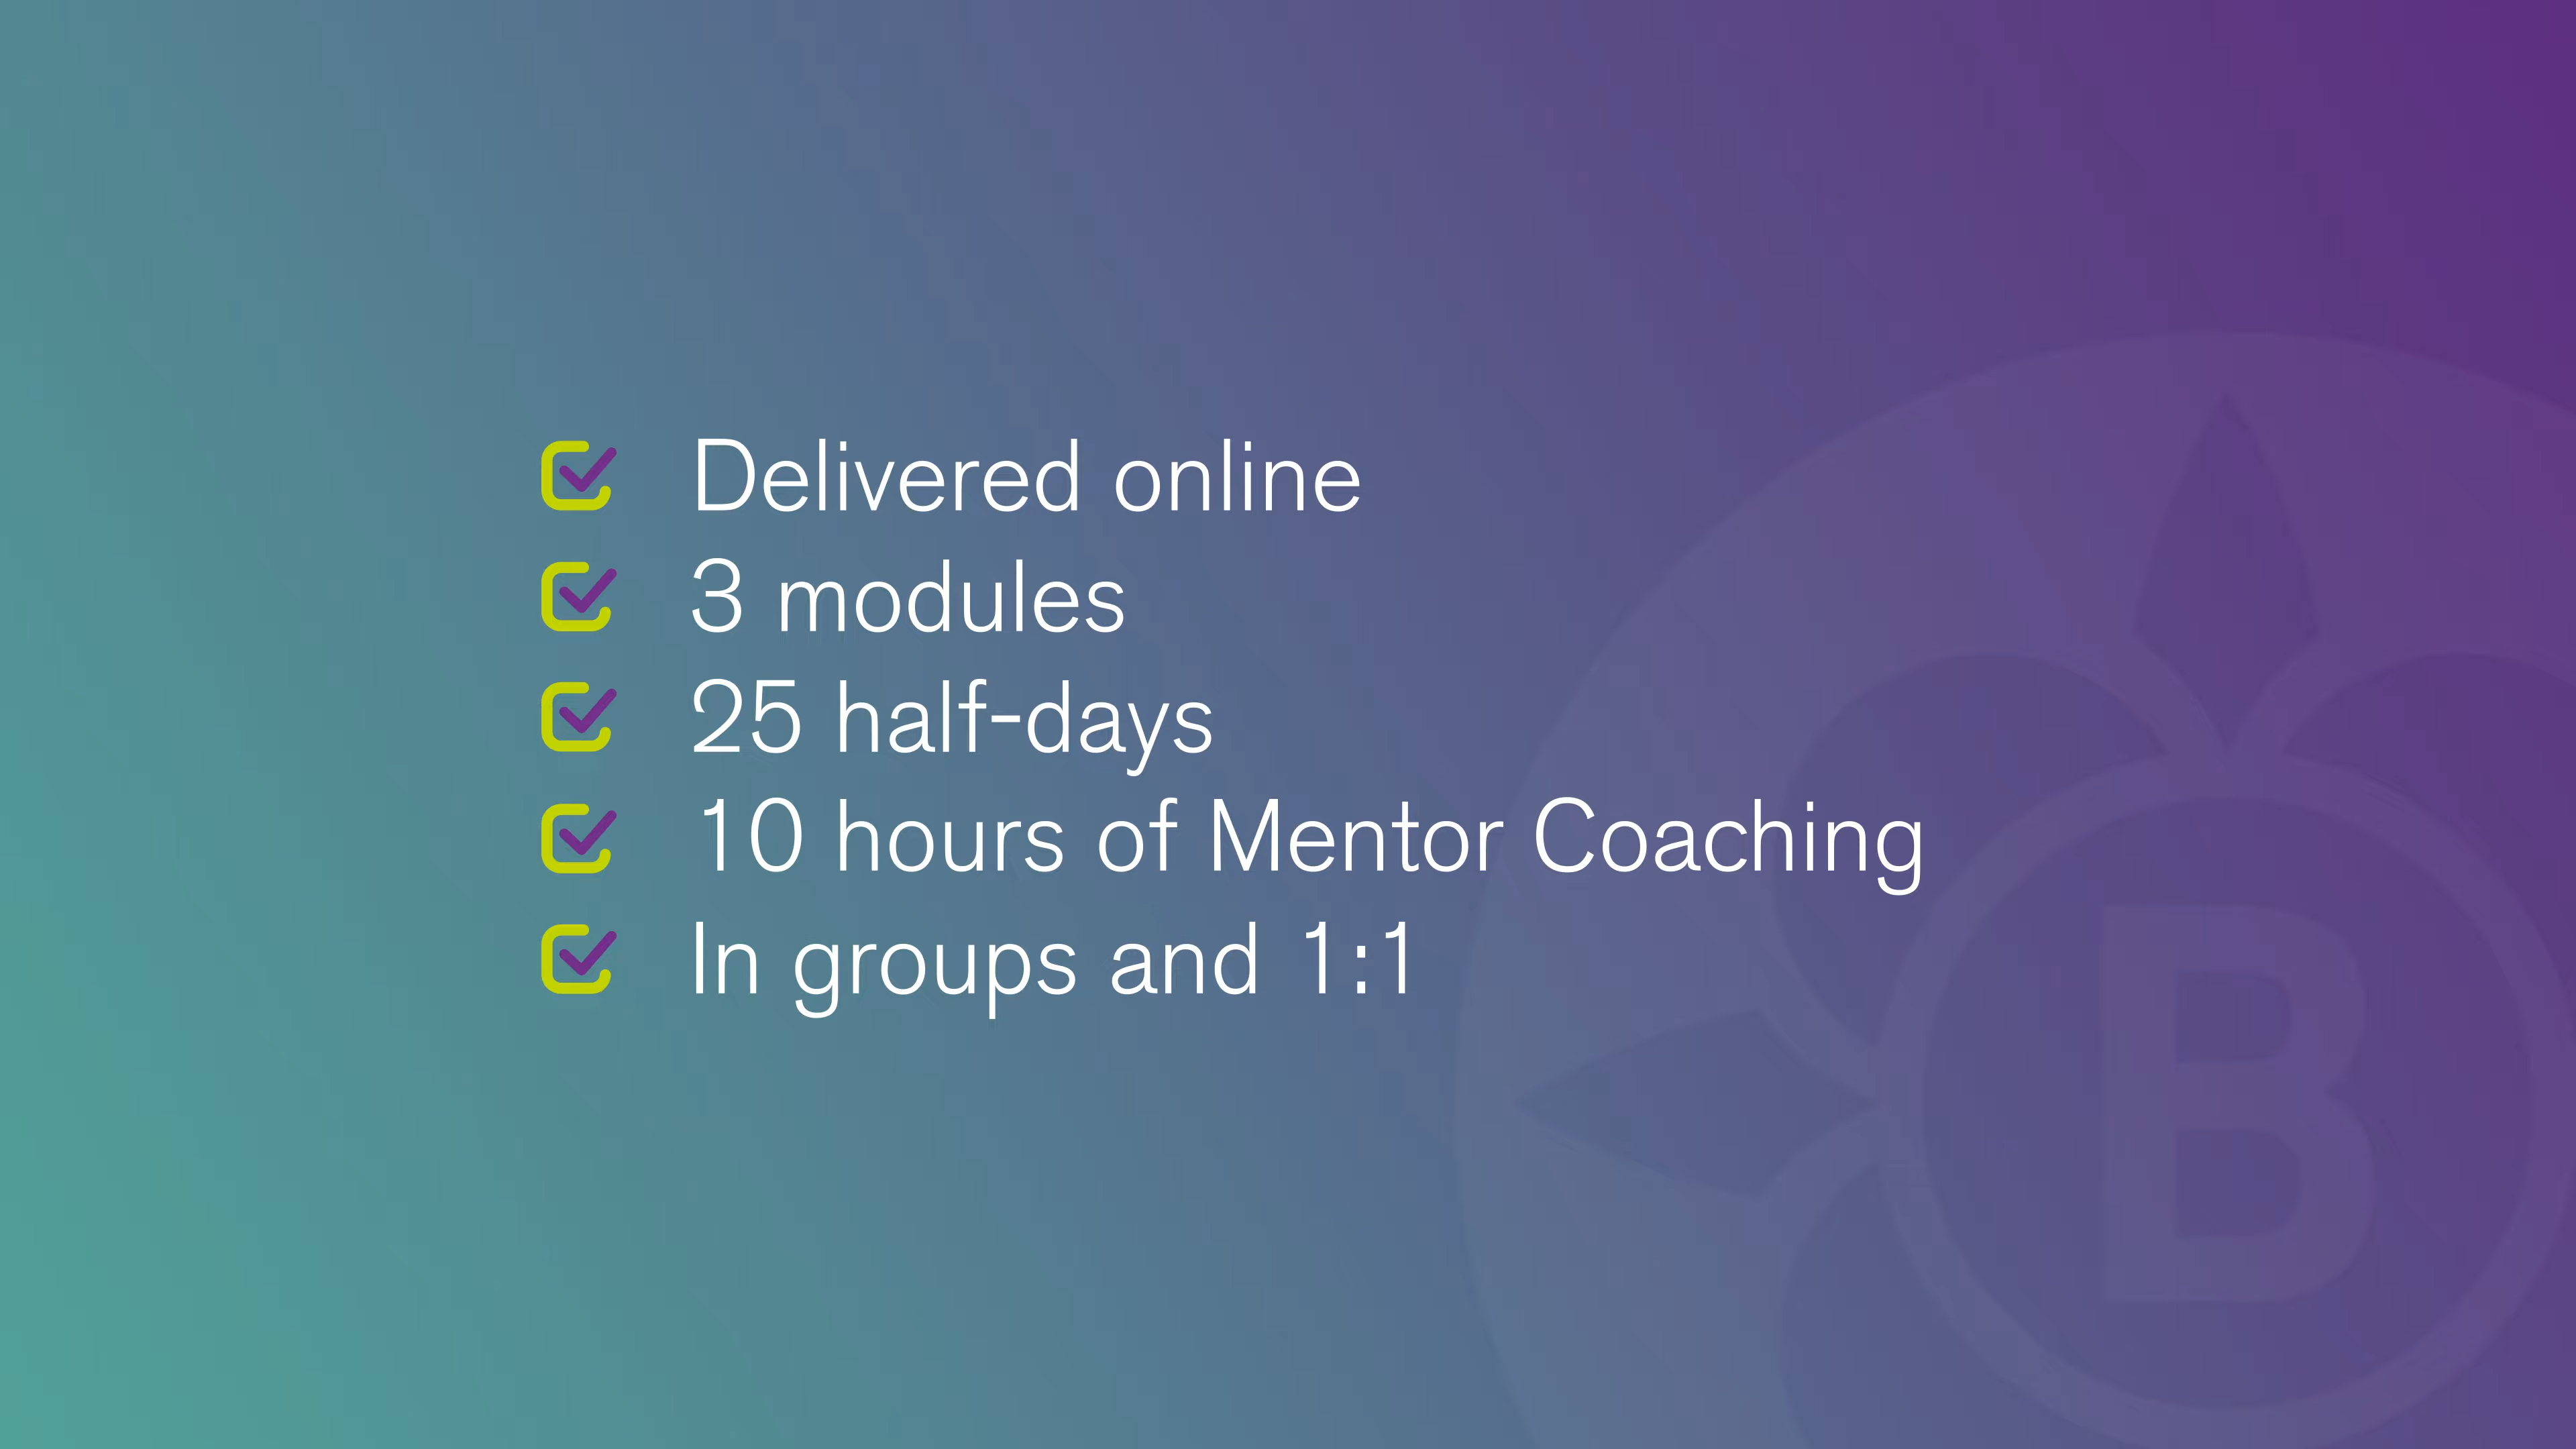 Delivered online
3 modules
25 half-days
10 hours of Mentor Coaching
In groups and 1:1
B